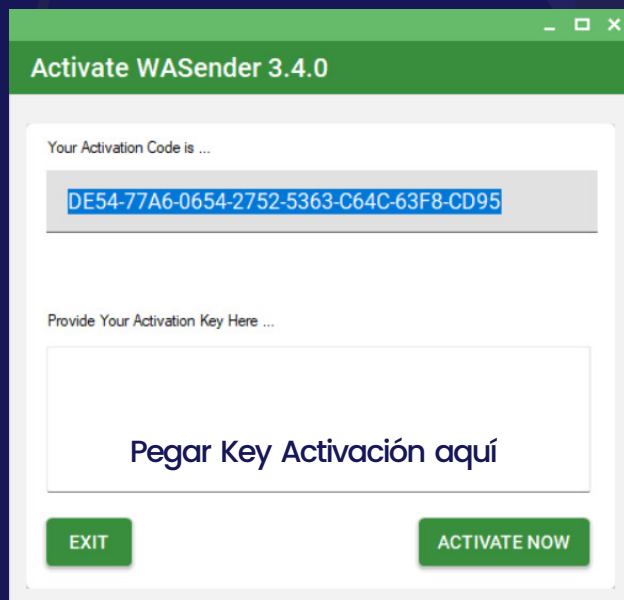 Activate WASender 3.4.0
Your Activation Code is ...
DE54-77A6-0654-2752-5363-C64C-63F8-CD95
Provide Your Activation Key Here ...
Pegar Key Activación aquí
EXIT
ACTIVATE NOW